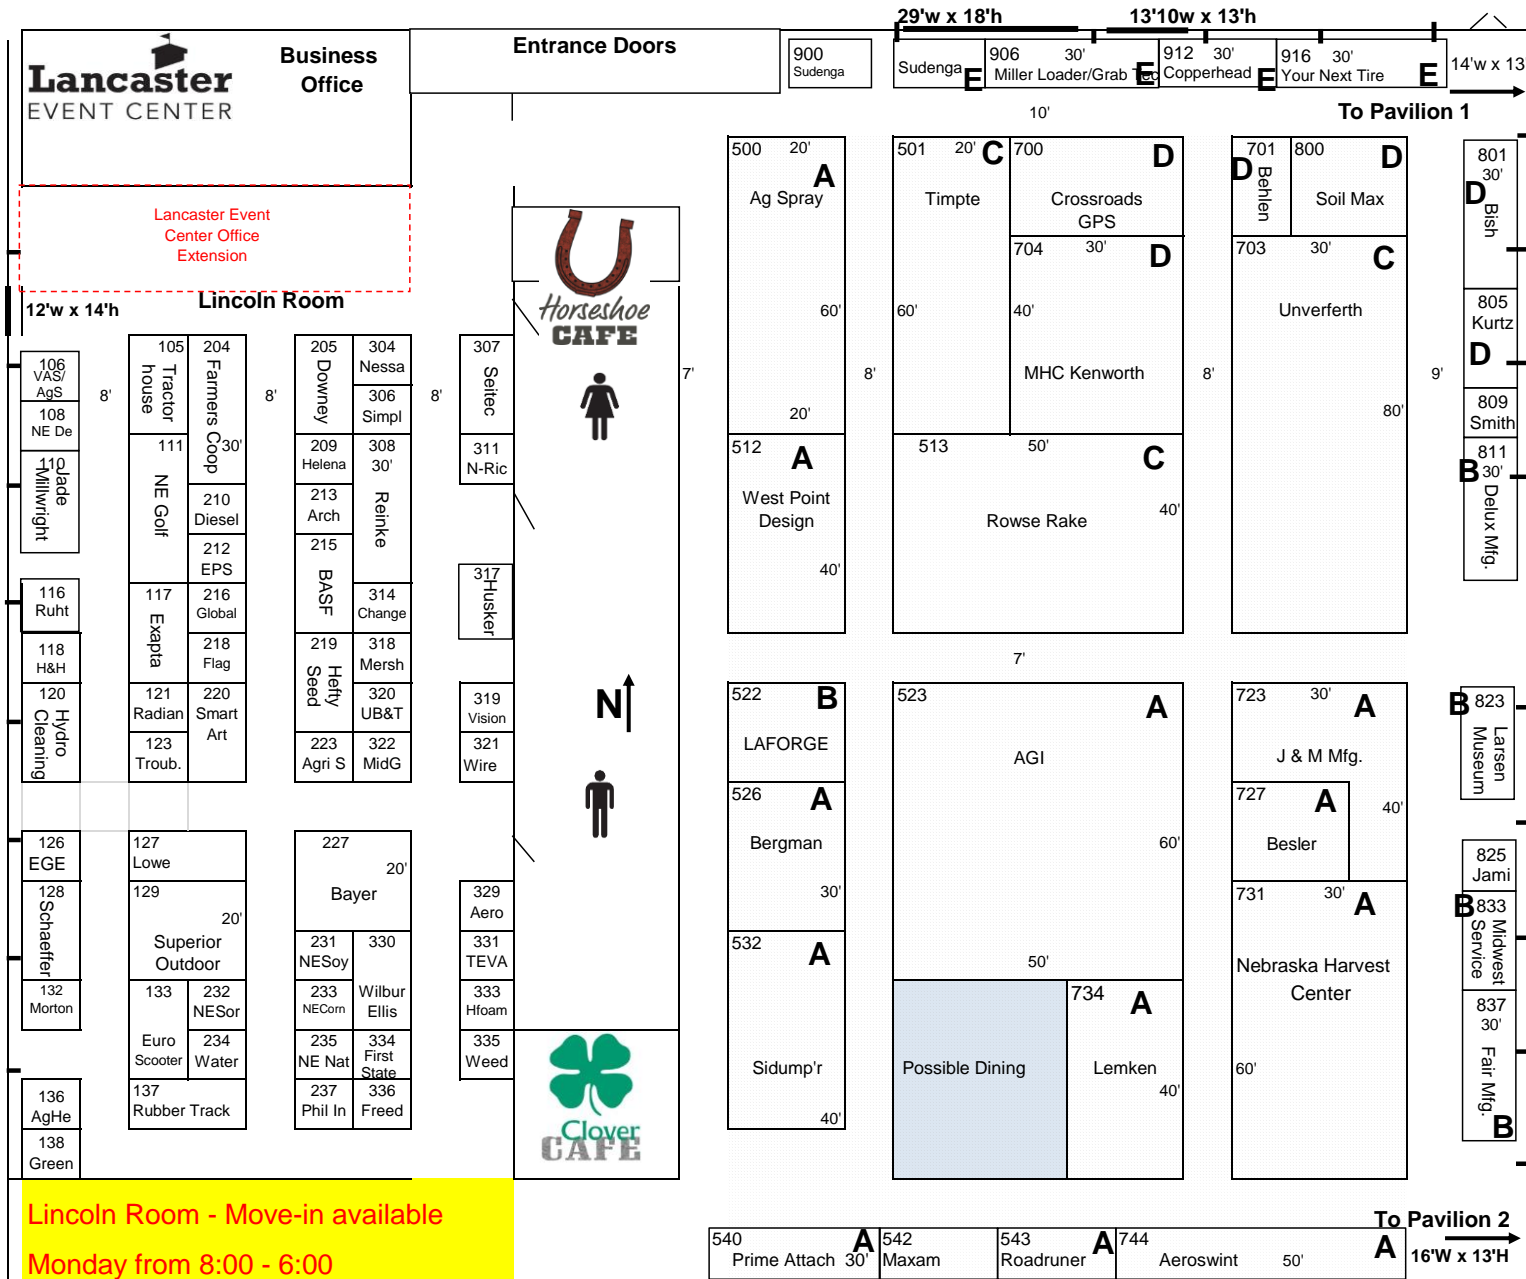 29'w x 18'h
13'10w x 13'h
Lancaster
EVENT CENTER
Business
Office
Entrance Doors
900
Sudenga
Sudenga
E
906 30'
Miller Loader/Grab Tec
E
912 30'
Copperhead
E
916 30'
Your Next Tire
E
14'w x 13
To Pavilion 1
10'
Lancaster Event
Center Office
Extension
Lincoln Room
12'w x 14'h
Horseshoe
CAFE
500 20'
A
Ag Spray
60'
20'
501 20' C
Timpte
60'
700 D
Crossroads
GPS
704 30' D
40'
MHC Kenworth
701
D
Behlen
800 D
Soil Max
703 30' C
Unverferth
80'
801
30'
D
Bish
805
Kurtz
D
809
Smith
811
B 30'
Delux Mfg.
7'
8'
8'
9'
106
VAS/
AgS
108
NE De
110
Jade
Millwright
116
Ruht
118
H&H
120
Hydro
Cleaning
126
EGE
128
Schaeffer
132
Morton
136
AgHe
138
Green
8'
105
Tractor
house
111
NE Golf
117
Exapta
121
Radian
123
Troub.
127
Lowe
129
20'
Superior
Outdoor
133
Euro
Scooter
137
Rubber Track
204
Farmers Coop
30'
210
Diesel
212
EPS
216
Global
218
Flag
220
Smart
Art
232
NESor
234
Water
8'
205
Downey
209
Helena
213
Arch
215
BASF
219
Hefty
Seed
223
Agri S
227
20'
Bayer
231
NESoy
233
NECorn
235
NE Nat
237
Phil In
304
Nessa
306
Simpl
308
30'
Reinke
314
Change
318
Mersh
320
UB&T
322
MidG
330
Wilbur
Ellis
334
First
State
336
Freed
8'
307
Seitec
311
N-Ric
317
Husker
319
Vision
321
Wire
329
Aero
331
TEVA
333
Hfoam
335
Weed
N
Clover
CAFE
512 A
West Point
Design
40'
513 50' C
40'
Rowse Rake
7'
522 B
LAFORGE
526 A
Bergman
30'
532 A
Sidump'r
40'
523 A
AGI
60'
50'
Possible Dining
734 A
Lemken
40'
723 30' A
J & M Mfg.
40'
727 A
Besler
731 30' A
Nebraska Harvest
Center
60'
B 823
Larsen
Museum
825
Jami
B 833
Midwest
Service
837
30'
Fair Mfg.
B
Lincoln Room - Move-in available
Monday from 8:00 - 6:00
540 A
Prime Attach 30'
542
Maxam
543 A
Roadruner
744 A
Aeroswint 50'
To Pavilion 2
16'W x 13'H